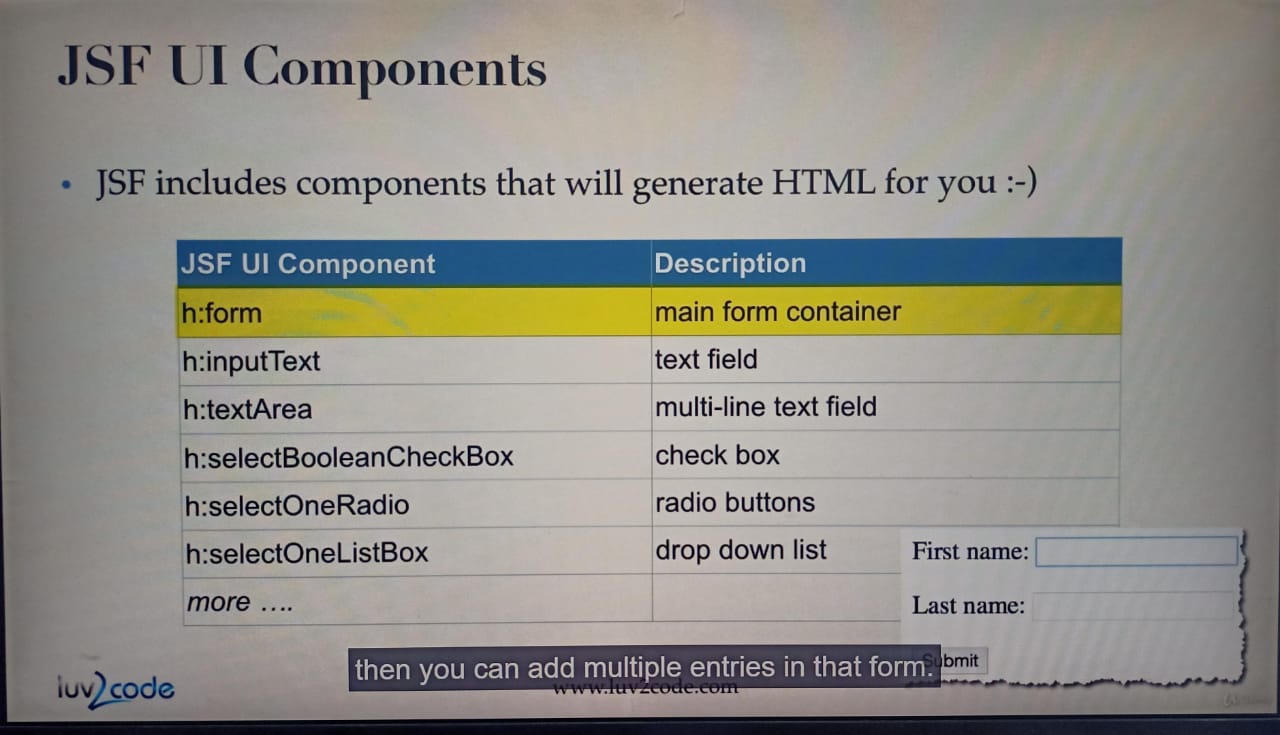 JSF UI Components
• JSF includes components that will generate HTML for you :-)
JSF UI Component Description
h:form main form container
h:inputText text field
h:textArea multi-line text field
h:selectBooleanCheckBox check box
h:selectOneRadio radio buttons
h:selectOneListBox drop down list
more ....
First name:
Last name:
Submit
then you can add multiple entries in that form.
luv2code
www.luv2code.com